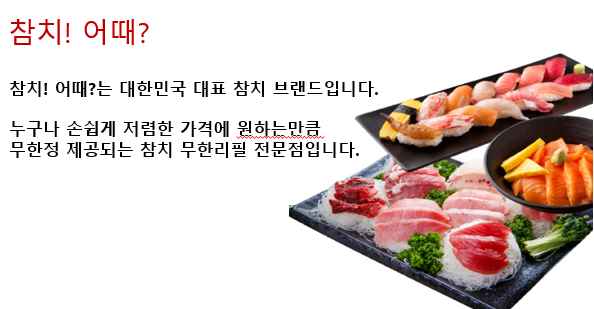 참치! 어때?
참치! 어때?는 대한민국 대표 참치 브랜드입니다.
누구나 손쉽게 저렴한 가격에 원하는만큼
무한정 제공되는 참치 무한리필 전문점입니다.